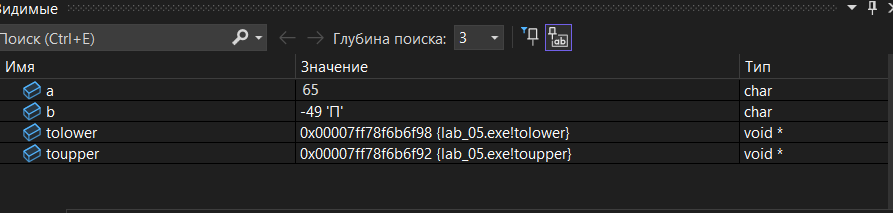 Видимые
Поиск (Ctrl+E) Глубина поиска: 3
Имя Значение Тип
a 65 char
b -49 'П' char
tolower 0x00007ff78f6b6f98 {lab_05.exe!tolower} void *
toupper 0x00007ff78f6b6f92 {lab_05.exe!toupper} void *